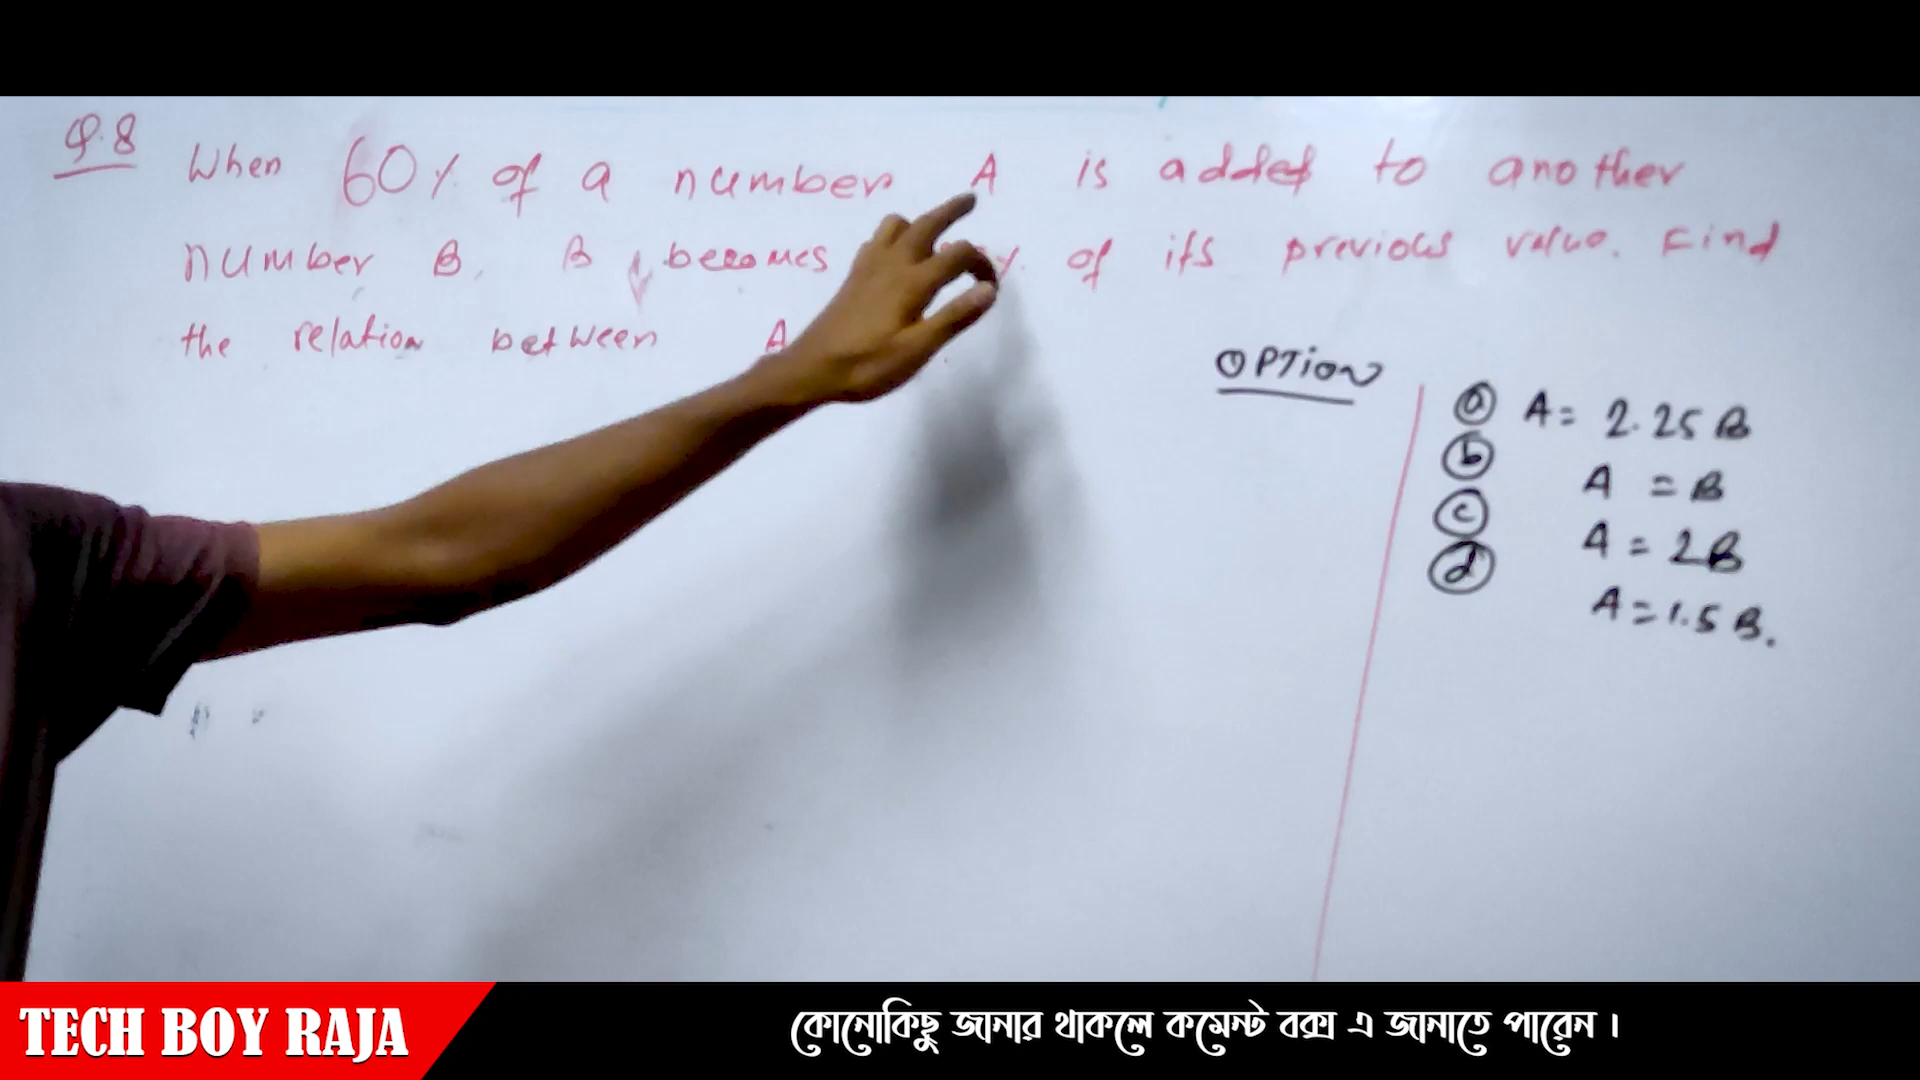 Q.8 When 60% of a number A is added to another
number B, B becomes % of its previous value. Find
the relation between A
OPTION
ⓐ A = 2.25 B
ⓑ A = B
ⓒ A = 2B
ⓓ A = 1.5 B.
TECH BOY RAJA
কোনোকিছু জানার থাকলে কমেন্ট বক্স এ জানাতে পারেন ।